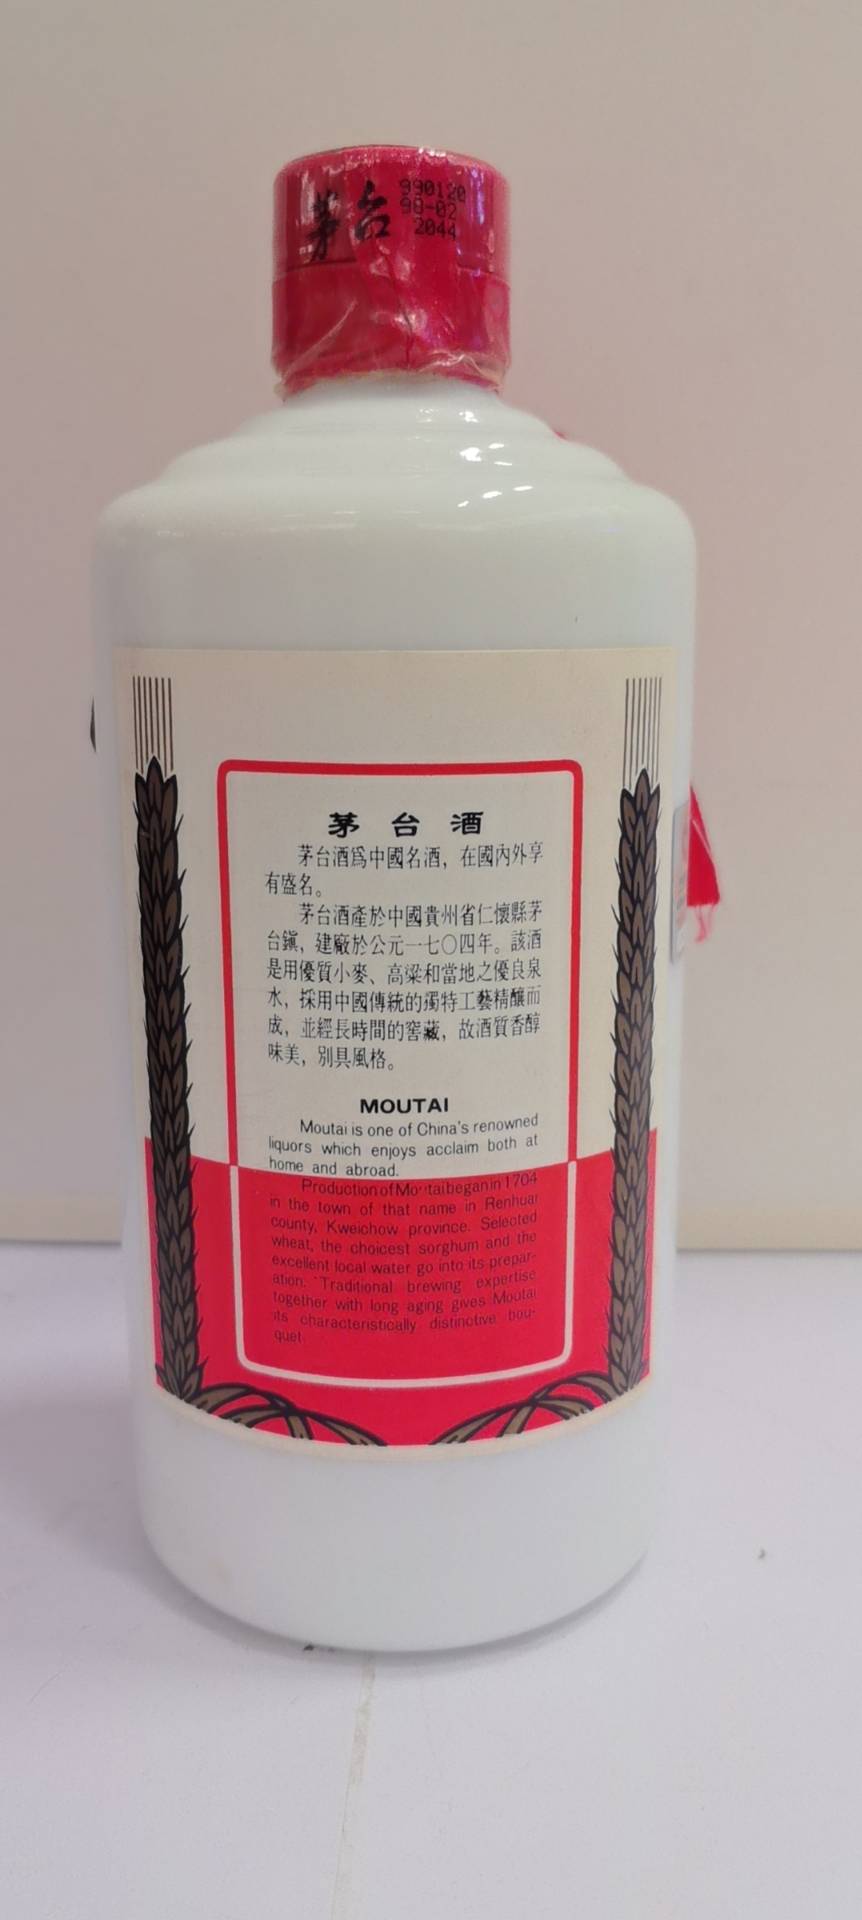 茅台
990120
98-02
2044
茅台酒
茅台酒爲中國名酒，在國內外享
有盛名。
茅台酒產於中國貴州省仁懷縣茅
台鎭，建廠於公元一七〇四年。該酒
是用優質小麥、高粱和當地之優良泉
水，採用中國傳統的獨特工藝精釀而
成，並經長時間的窖藏，故酒質香醇
味美，別具風格。
MOUTAI
Moutai is one of China's renowned
liquors which enjoys acclaim both at
home and abroad.
Production of Moutai began in 1704
in the town of that name in Renhuai
county, Kweichow province. Selected
wheat, the choicest sorghum and the
excellent local water go into its prepar-
ation. Traditional brewing expertise
together with long aging gives Moutai
its characteristically distinctive bou-
quet.